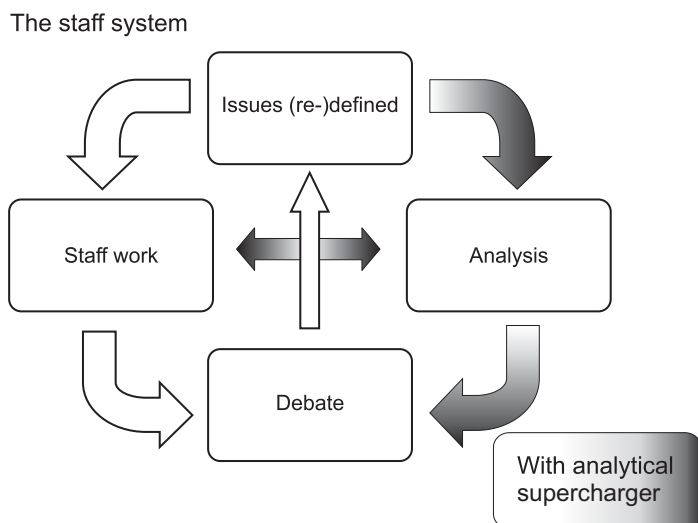 The staff system
Issues (re-)defined
Staff work
Analysis
Debate
With analytical
supercharger